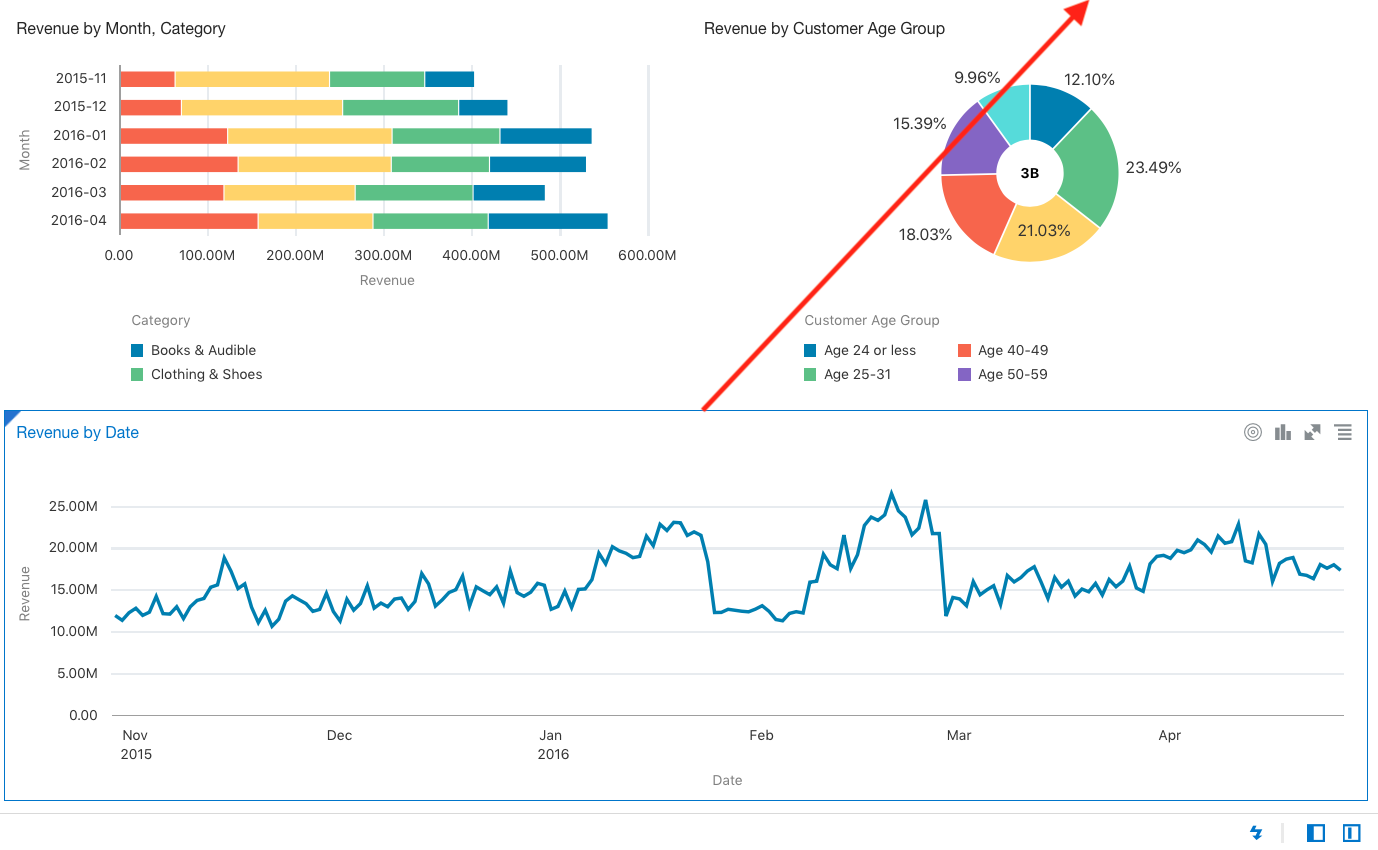 Revenue by Month, Category
2015-11
2015-12
2016-01
2016-02
2016-03
2016-04
Month
0.00 100.00M 200.00M 300.00M 400.00M 500.00M 600.00M
Revenue
Category
Books & Audible
Clothing & Shoes
Revenue by Customer Age Group
9.96% 12.10%
15.39%
23.49%
3B
18.03% 21.03%
Customer Age Group
Age 24 or less Age 40-49
Age 25-31 Age 50-59
Revenue by Date
25.00M
20.00M
15.00M
10.00M
5.00M
0.00
Revenue
Nov Dec Jan Feb Mar Apr
2015 2016
Date